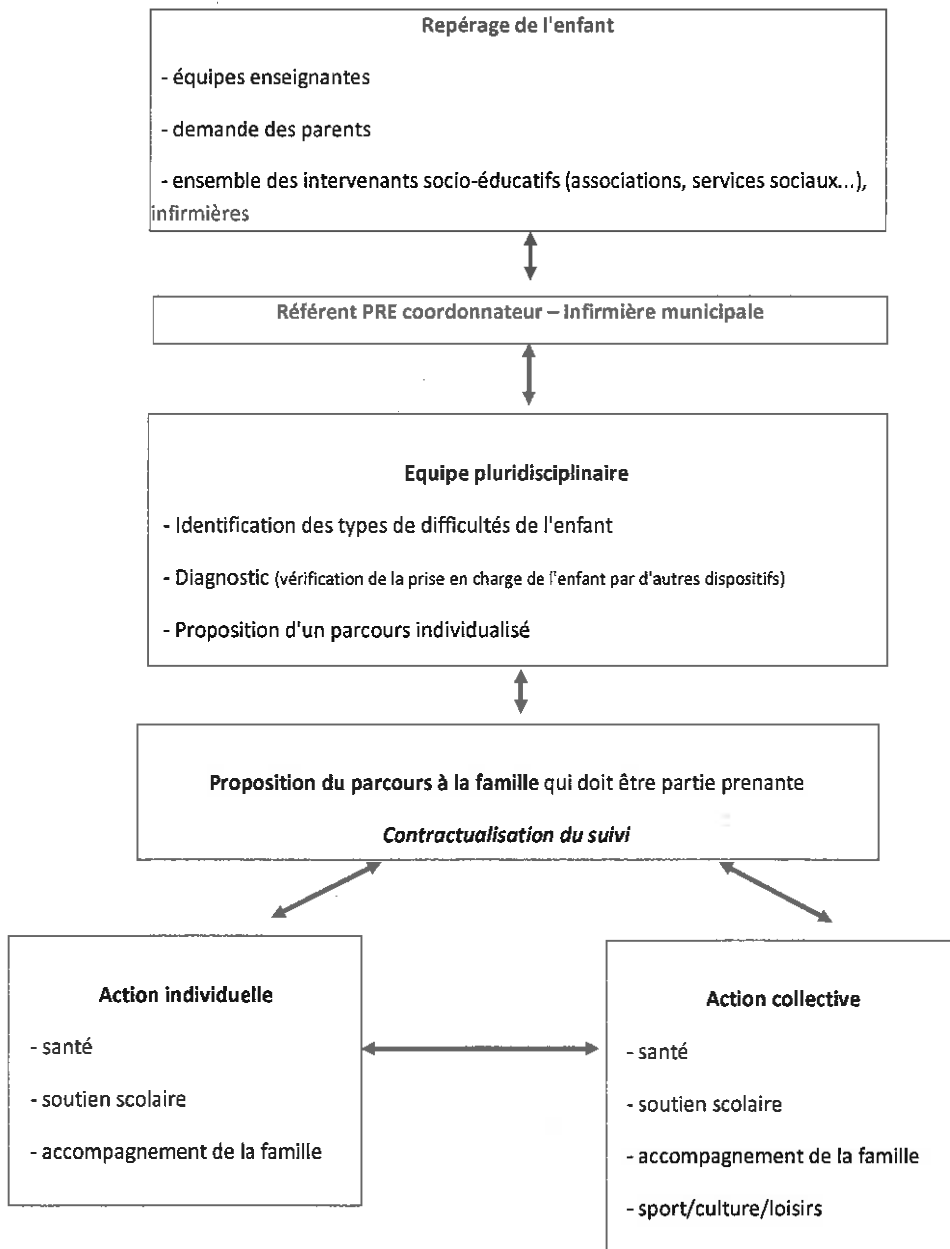 Repérage de l'enfant
- équipes enseignantes
- demande des parents
- ensemble des intervenants socio-éducatifs (associations, services sociaux...),
infirmières
Référent PRE coordonnateur – Infirmière municipale
Equipe pluridisciplinaire
- Identification des types de difficultés de l'enfant
- Diagnostic (vérification de la prise en charge de l'enfant par d'autres dispositifs)
- Proposition d'un parcours individualisé
Proposition du parcours à la famille qui doit être partie prenante
Contractualisation du suivi
Action individuelle
- santé
- soutien scolaire
- accompagnement de la famille
Action collective
- santé
- soutien scolaire
- accompagnement de la famille
- sport/culture/loisirs